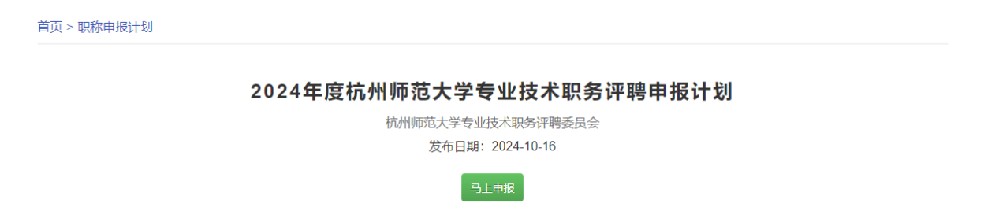 首页 > 职称申报计划
2024年度杭州师范大学专业技术职务评聘申报计划
杭州师范大学专业技术职务评聘委员会
发布日期：2024-10-16
马上申报